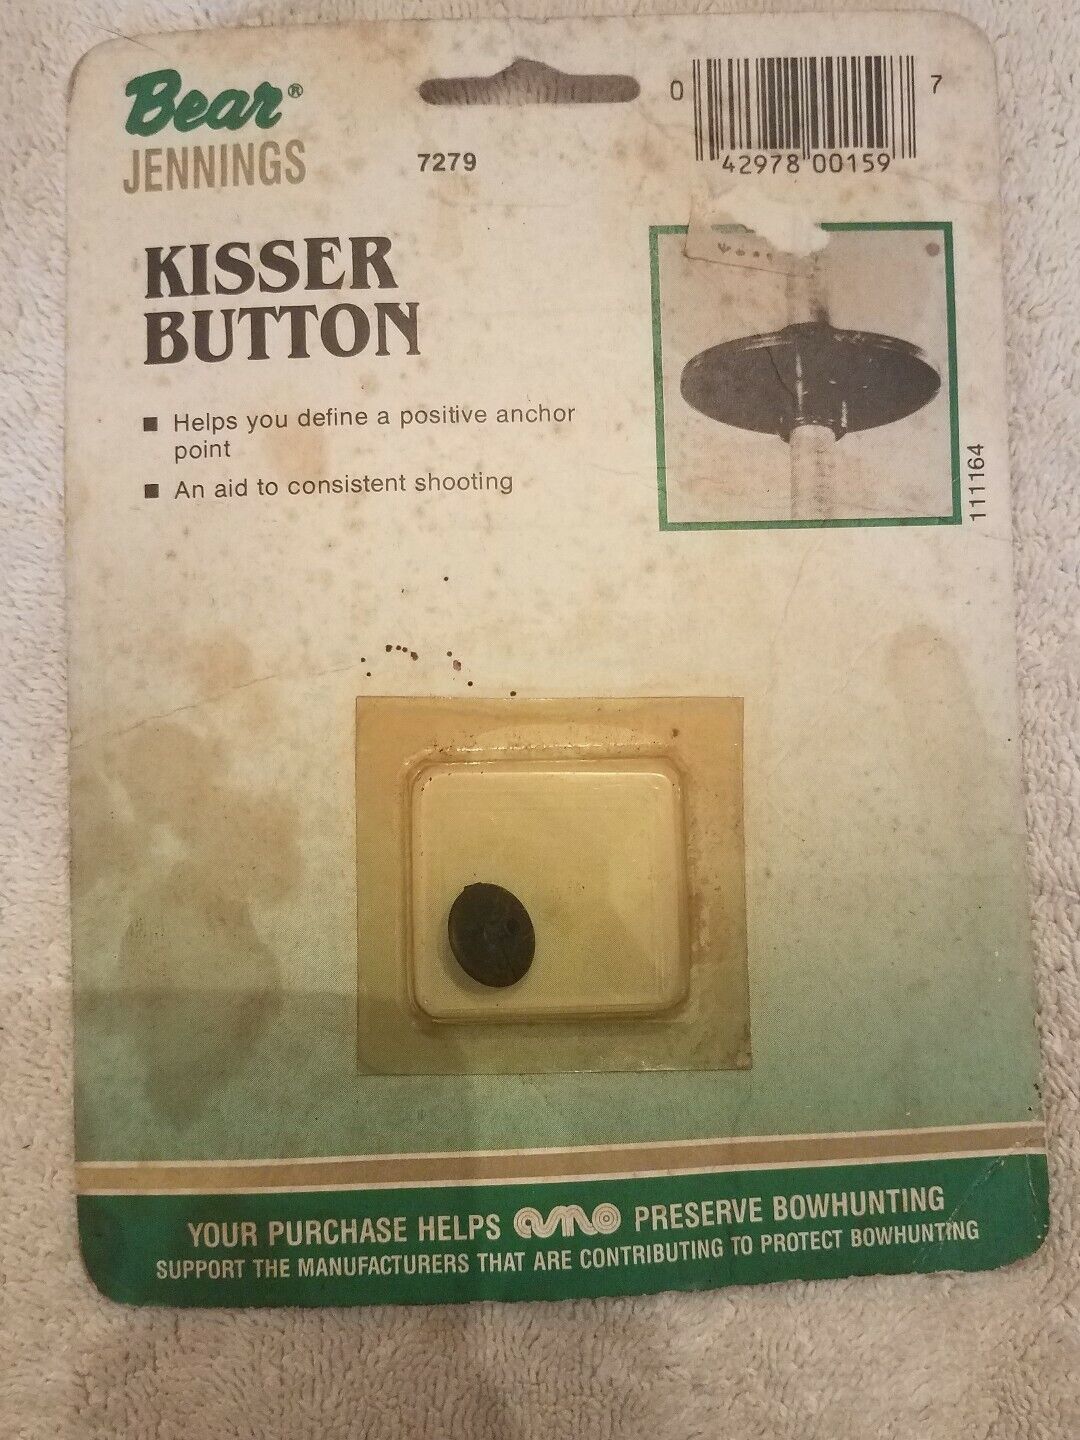 Bear®
JENNINGS
7279
0 42978 00159 7
KISSER
BUTTON
■ Helps you define a positive anchor
point
■ An aid to consistent shooting
111164
YOUR PURCHASE HELPS AMO PRESERVE BOWHUNTING
SUPPORT THE MANUFACTURERS THAT ARE CONTRIBUTING TO PROTECT BOWHUNTING